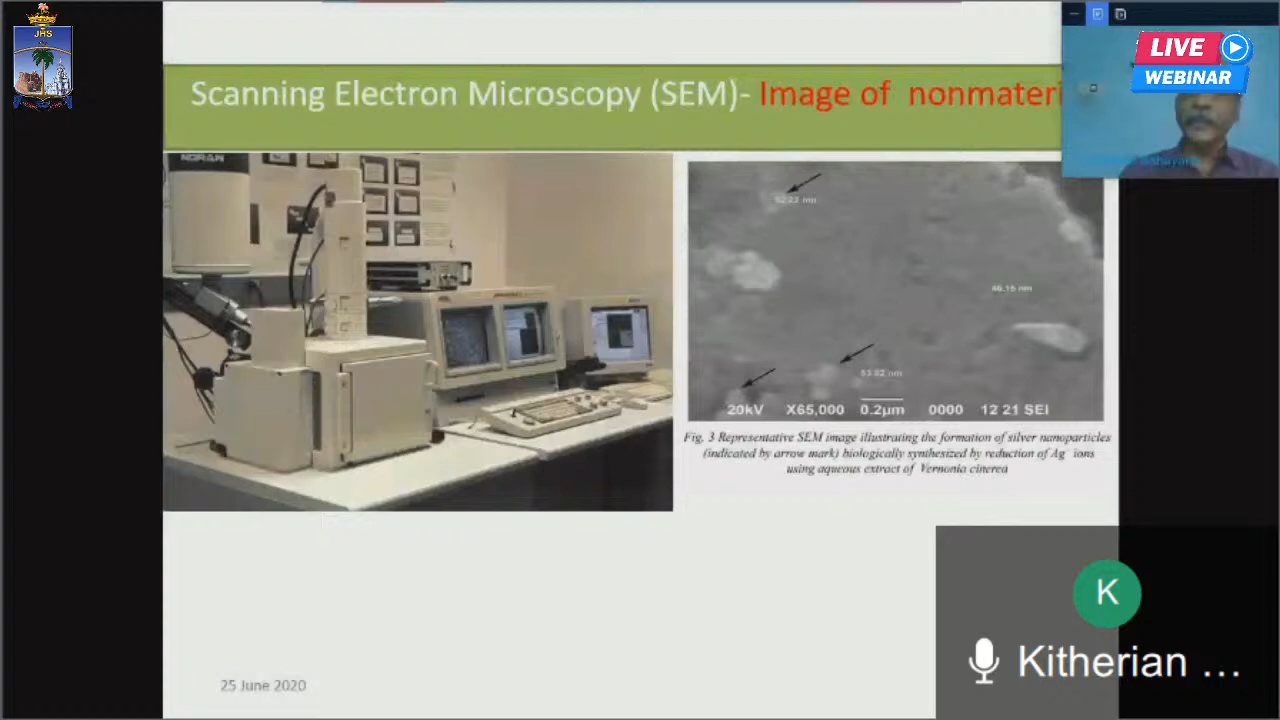 JHS
Scanning Electron Microscopy (SEM)- Image of nonmateri
LIVE
WEBINAR
NORAN
46.15 nm
20kV X65,000 0.2µm 0000 12 21 SEI
Fig. 3 Representative SEM image illustrating the formation of silver nanoparticles
(indicated by arrow mark) biologically synthesized by reduction of Ag ions
using aqueous extract of Vernonia cinerea
K
Kitherian ...
25 June 2020